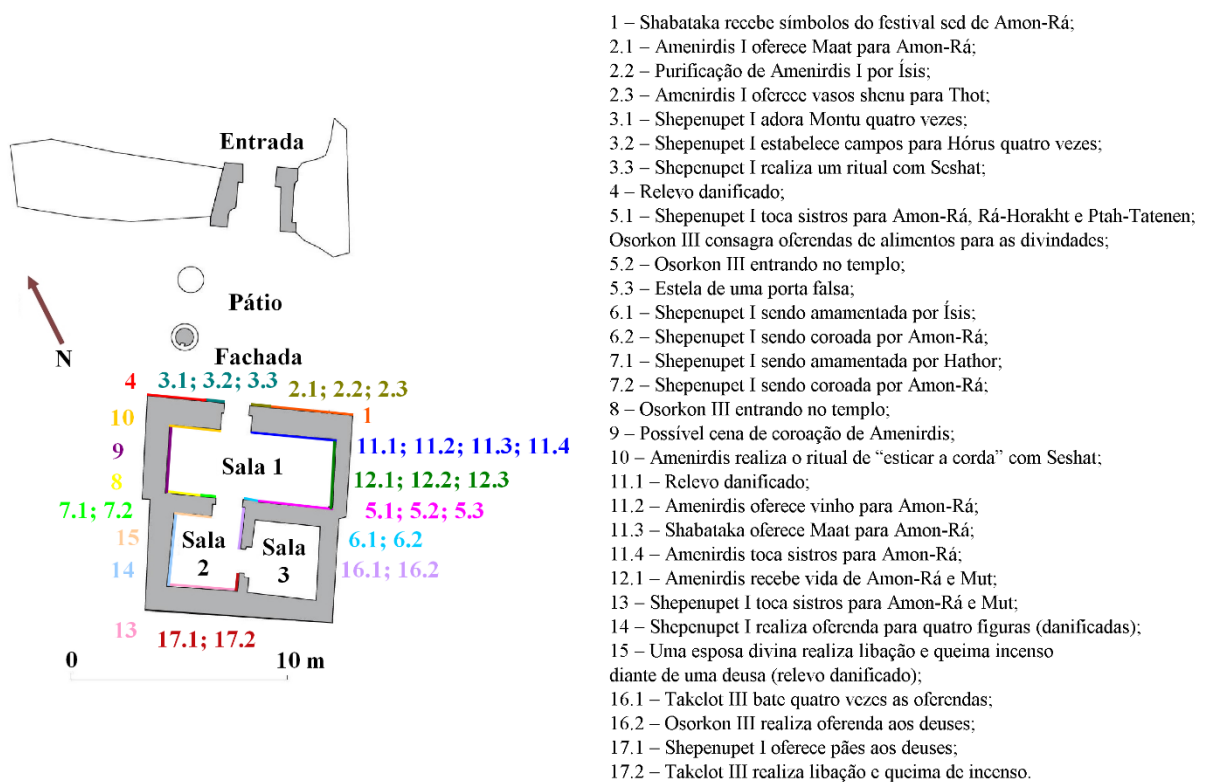 Entrada
Pátio
N
Fachada
4
3.1; 3.2; 3.3
2.1; 2.2; 2.3
10
1
11.1; 11.2; 11.3; 11.4
9
Sala 1
12.1; 12.2; 12.3
8
7.1; 7.2
5.1; 5.2; 5.3
15
Sala
2
Sala
3
6.1; 6.2
14
16.1; 16.2
13
17.1; 17.2
0
10 m
1 – Shabataka recebe símbolos do festival sed de Amon-Rá;
2.1 – Amenirdis I oferece Maat para Amon-Rá;
2.2 – Purificação de Amenirdis I por Ísis;
2.3 – Amenirdis I oferece vasos shenu para Thot;
3.1 – Shepenupet I adora Montu quatro vezes;
3.2 – Shepenupet I estabelece campos para Hórus quatro vezes;
3.3 – Shepenupet I realiza um ritual com Seshat;
4 – Relevo danificado;
5.1 – Shepenupet I toca sistros para Amon-Rá, Rá-Horakht e Ptah-Tatenen;
Osorkon III consagra oferendas de alimentos para as divindades;
5.2 – Osorkon III entrando no templo;
5.3 – Estela de uma porta falsa;
6.1 – Shepenupet I sendo amamentada por Ísis;
6.2 – Shepenupet I sendo coroada por Amon-Rá;
7.1 – Shepenupet I sendo amamentada por Hathor;
7.2 – Shepenupet I sendo coroada por Amon-Rá;
8 – Osorkon III entrando no templo;
9 – Possível cena de coroação de Amenirdis;
10 – Amenirdis realiza o ritual de “esticar a corda” com Seshat;
11.1 – Relevo danificado;
11.2 – Amenirdis oferece vinho para Amon-Rá;
11.3 – Shabataka oferece Maat para Amon-Rá;
11.4 – Amenirdis toca sistros para Amon-Rá;
12.1 – Amenirdis recebe vida de Amon-Rá e Mut;
13 – Shepenupet I toca sistros para Amon-Rá e Mut;
14 – Shepenupet I realiza oferenda para quatro figuras (danificadas);
15 – Uma esposa divina realiza libação e queima incenso
diante de uma deusa (relevo danificado);
16.1 – Takelot III bate quatro vezes as oferendas;
16.2 – Osorkon III realiza oferenda aos deuses;
17.1 – Shepenupet I oferece pães aos deuses;
17.2 – Takelot III realiza libação e queima de incenso.